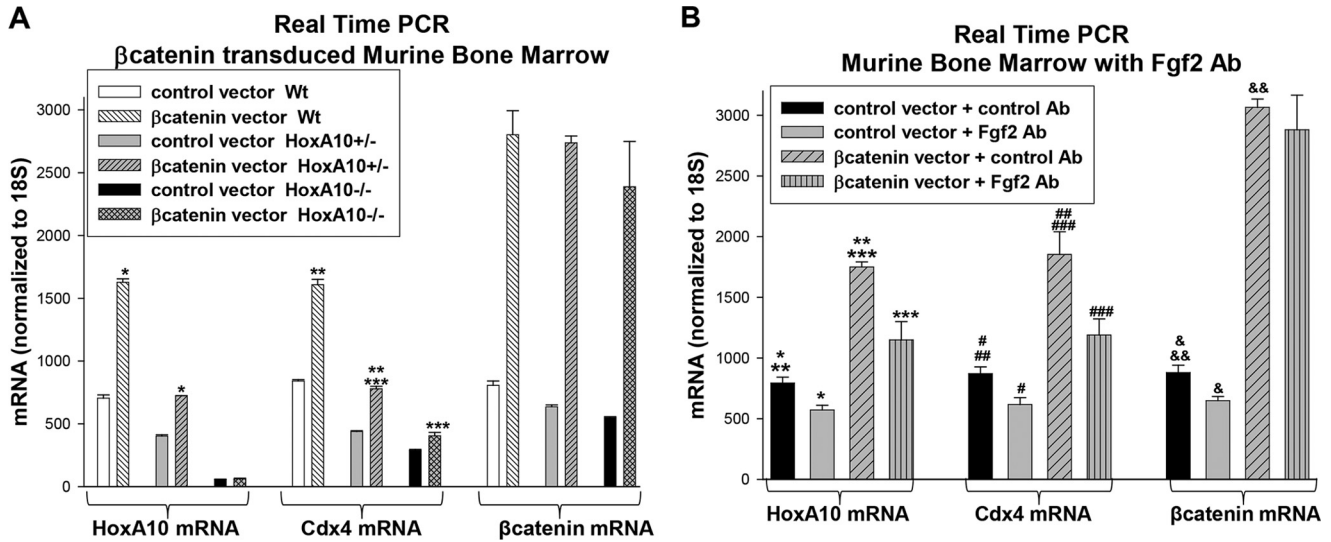 A
Real Time PCR
βcatenin transduced Murine Bone Marrow
control vector Wt
βcatenin vector Wt
control vector HoxA10+/-
βcatenin vector HoxA10+/-
control vector HoxA10-/-
βcatenin vector HoxA10-/-
mRNA (normalized to 18S)
3000
2500
2000
1500
1000
500
0
*
*
**
**
***
***
HoxA10 mRNA
Cdx4 mRNA
βcatenin mRNA
B
Real Time PCR
Murine Bone Marrow with Fgf2 Ab
control vector + control Ab
control vector + Fgf2 Ab
βcatenin vector + control Ab
βcatenin vector + Fgf2 Ab
mRNA (normalized to 18S)
3000
2500
2000
1500
1000
500
0
*
**
*
**
***
***
#
##
#
##
###
###
&
&&
&
&&
HoxA10 mRNA
Cdx4 mRNA
βcatenin mRNA